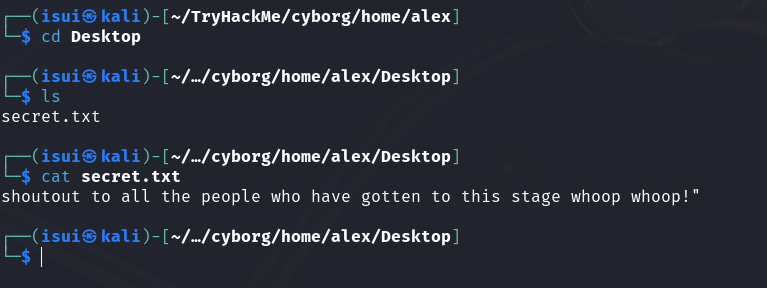 ┌──(isui㉿kali)-[~/TryHackMe/cyborg/home/alex]
└─$ cd Desktop
┌──(isui㉿kali)-[~/…/cyborg/home/alex/Desktop]
└─$ ls
secret.txt
┌──(isui㉿kali)-[~/…/cyborg/home/alex/Desktop]
└─$ cat secret.txt
shoutout to all the people who have gotten to this stage whoop whoop!"
┌──(isui㉿kali)-[~/…/cyborg/home/alex/Desktop]
└─$